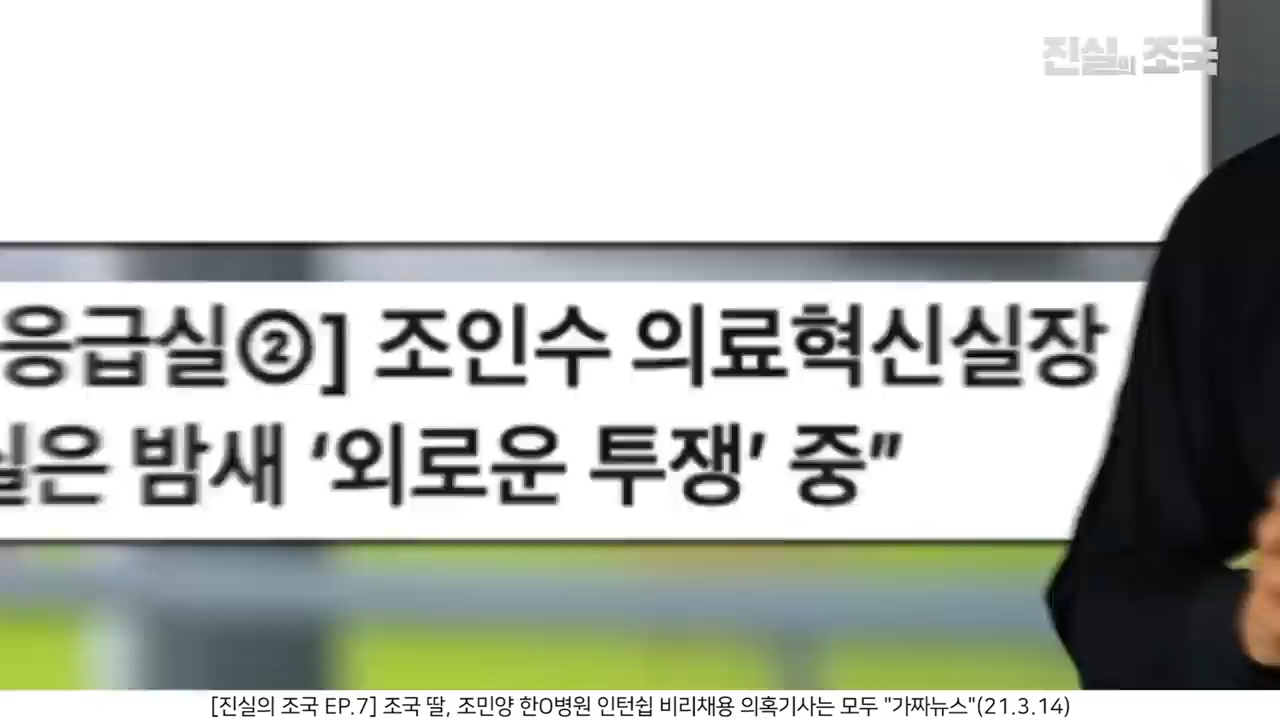 진실의 조국
응급실②] 조인수 의료혁신실장
실은 밤새 ‘외로운 투쟁’ 중”
[진실의 조국 EP.7] 조국 딸, 조민양 한O병원 인턴쉽 비리채용 의혹기사는 모두 "가짜뉴스"(21.3.14)